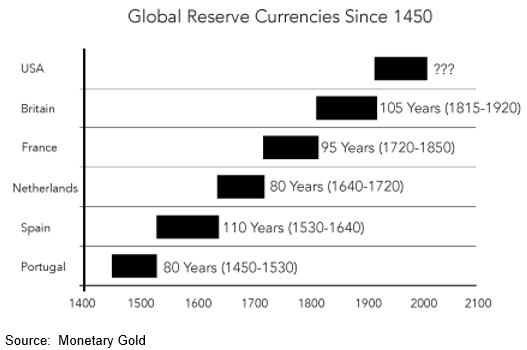 Global Reserve Currencies Since 1450
USA ???
Britain 105 Years (1815-1920)
France 95 Years (1720-1850)
Netherlands 80 Years (1640-1720)
Spain 110 Years (1530-1640)
Portugal 80 Years (1450-1530)
1400 1500 1600 1700 1800 1900 2000 2100
Source: Monetary Gold